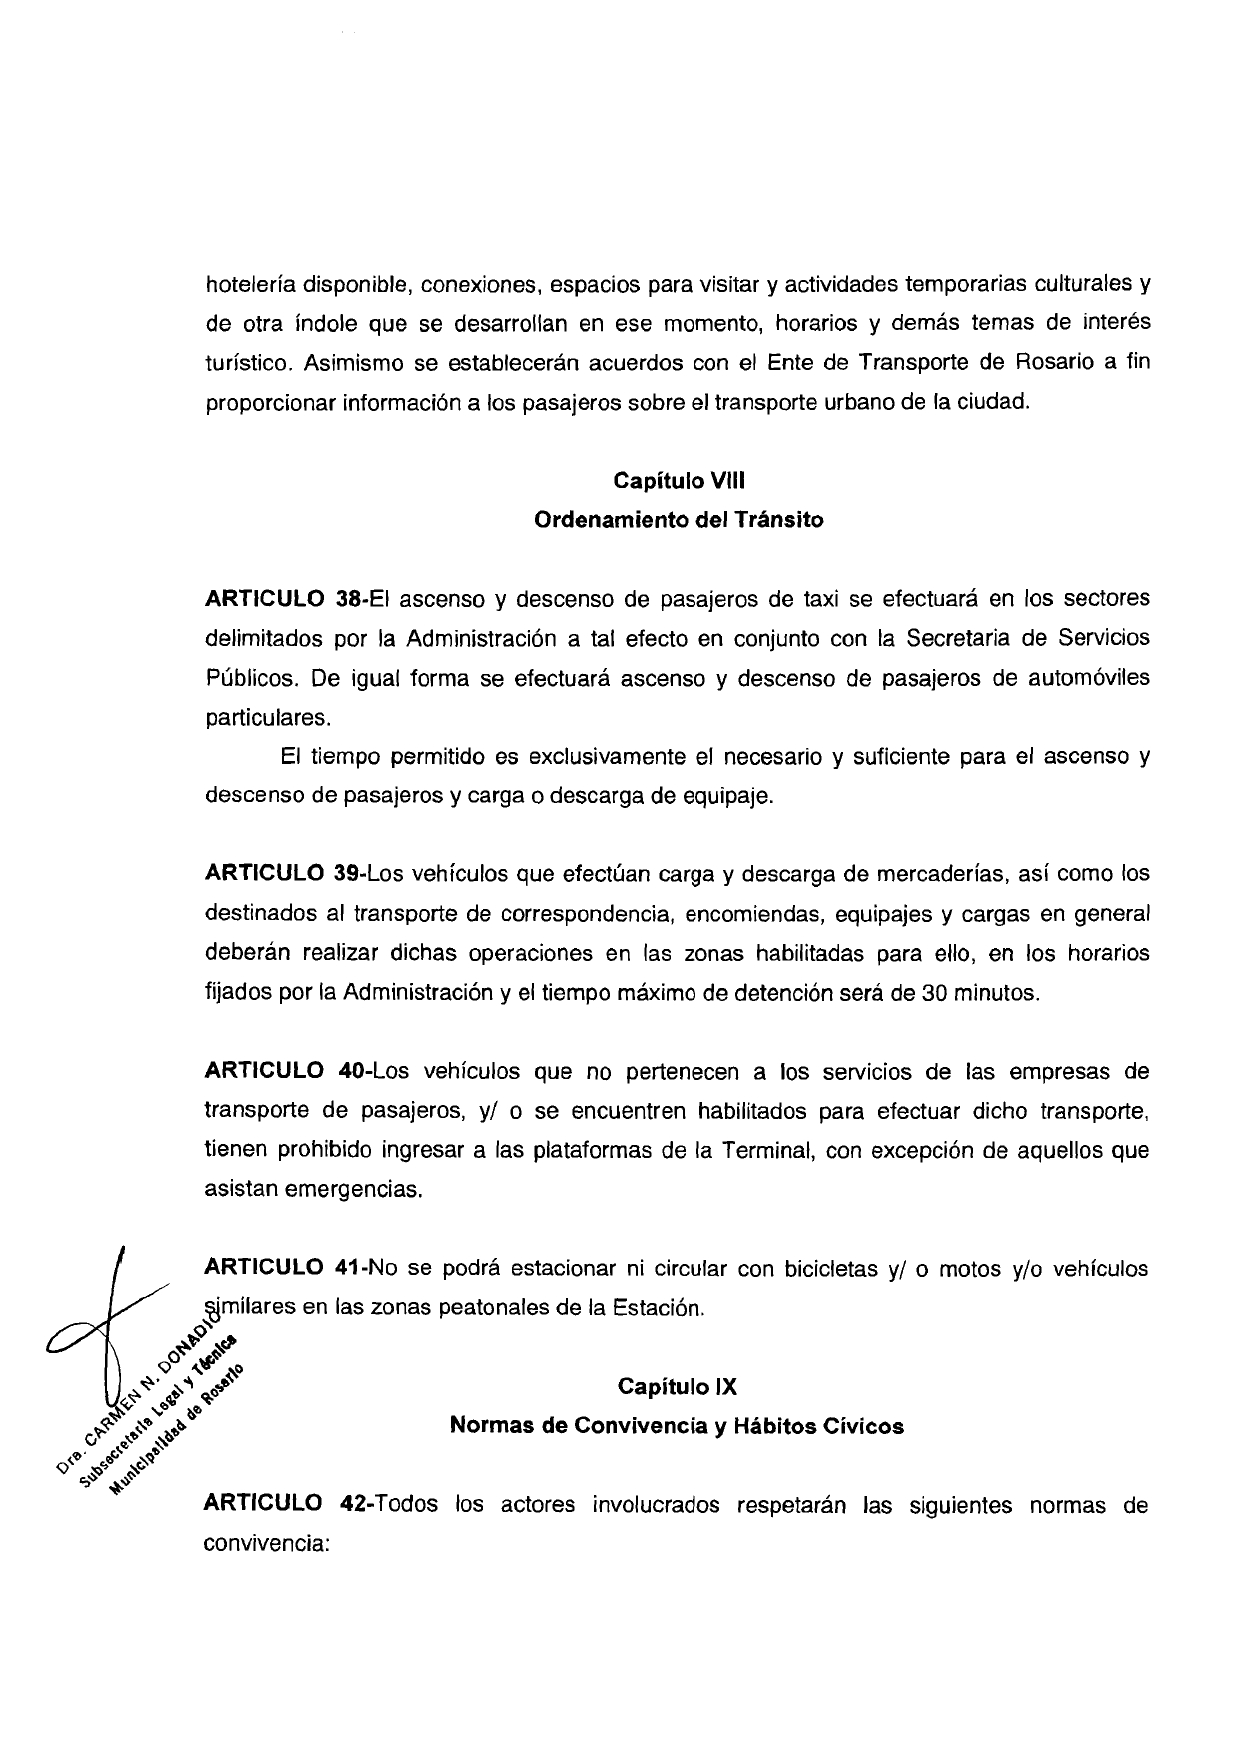 hotelería disponible, conexiones, espacios para visitar y actividades temporarias culturales y
de otra índole que se desarrollan en ese momento, horarios y demás temas de interés
turístico. Asimismo se establecerán acuerdos con el Ente de Transporte de Rosario a fin
proporcionar información a los pasajeros sobre el transporte urbano de la ciudad.
Capítulo VIII
Ordenamiento del Tránsito
ARTICULO 38-El ascenso y descenso de pasajeros de taxi se efectuará en los sectores
delimitados por la Administración a tal efecto en conjunto con la Secretaria de Servicios
Públicos. De igual forma se efectuará ascenso y descenso de pasajeros de automóviles
particulares.
El tiempo permitido es exclusivamente el necesario y suficiente para el ascenso y
descenso de pasajeros y carga o descarga de equipaje.
ARTICULO 39-Los vehículos que efectúan carga y descarga de mercaderías, así como los
destinados al transporte de correspondencia, encomiendas, equipajes y cargas en general
deberán realizar dichas operaciones en las zonas habilitadas para ello, en los horarios
fijados por la Administración y el tiempo máximo de detención será de 30 minutos.
ARTICULO 40-Los vehículos que no pertenecen a los servicios de las empresas de
transporte de pasajeros, y/ o se encuentren habilitados para efectuar dicho transporte,
tienen prohibido ingresar a las plataformas de la Terminal, con excepción de aquellos que
asistan emergencias.
ARTICULO 41-No se podrá estacionar ni circular con bicicletas y/ o motos y/o vehículos
similares en las zonas peatonales de la Estación.
Dra. CARMEN N. DONADIO
Subsecretaria Legal y Técnica
Municipalidad de Rosario
Capítulo IX
Normas de Convivencia y Hábitos Cívicos
ARTICULO 42-Todos los actores involucrados respetarán las siguientes normas de
convivencia: